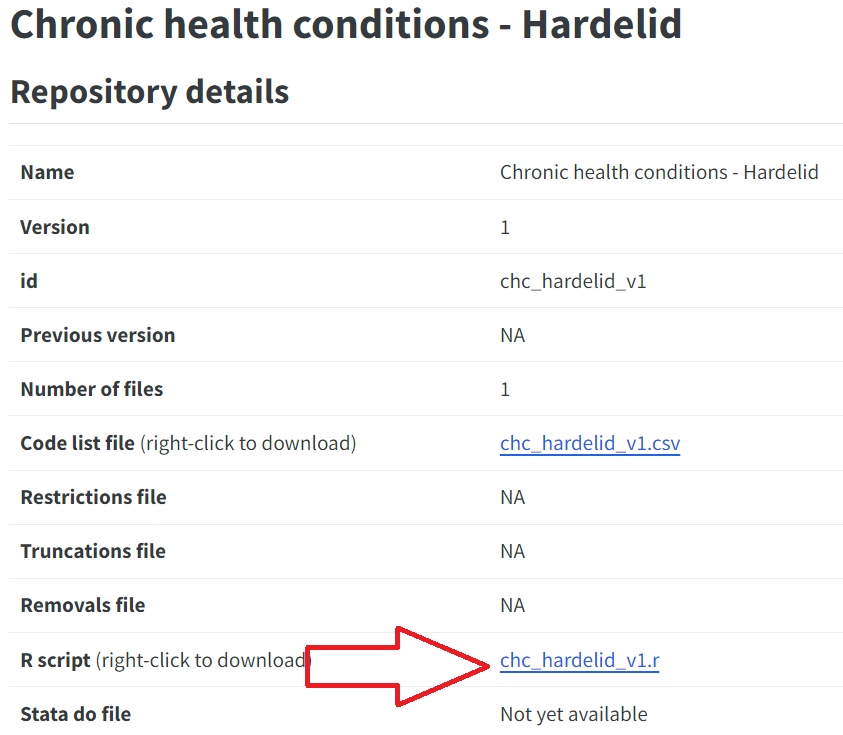 Chronic health conditions - Hardelid
Repository details
Name Chronic health conditions - Hardelid
Version 1
id chc_hardelid_v1
Previous version NA
Number of files 1
Code list file (right-click to download) chc_hardelid_v1.csv
Restrictions file NA
Truncations file NA
Removals file NA
R script (right-click to download) chc_hardelid_v1.r
Stata do file Not yet available